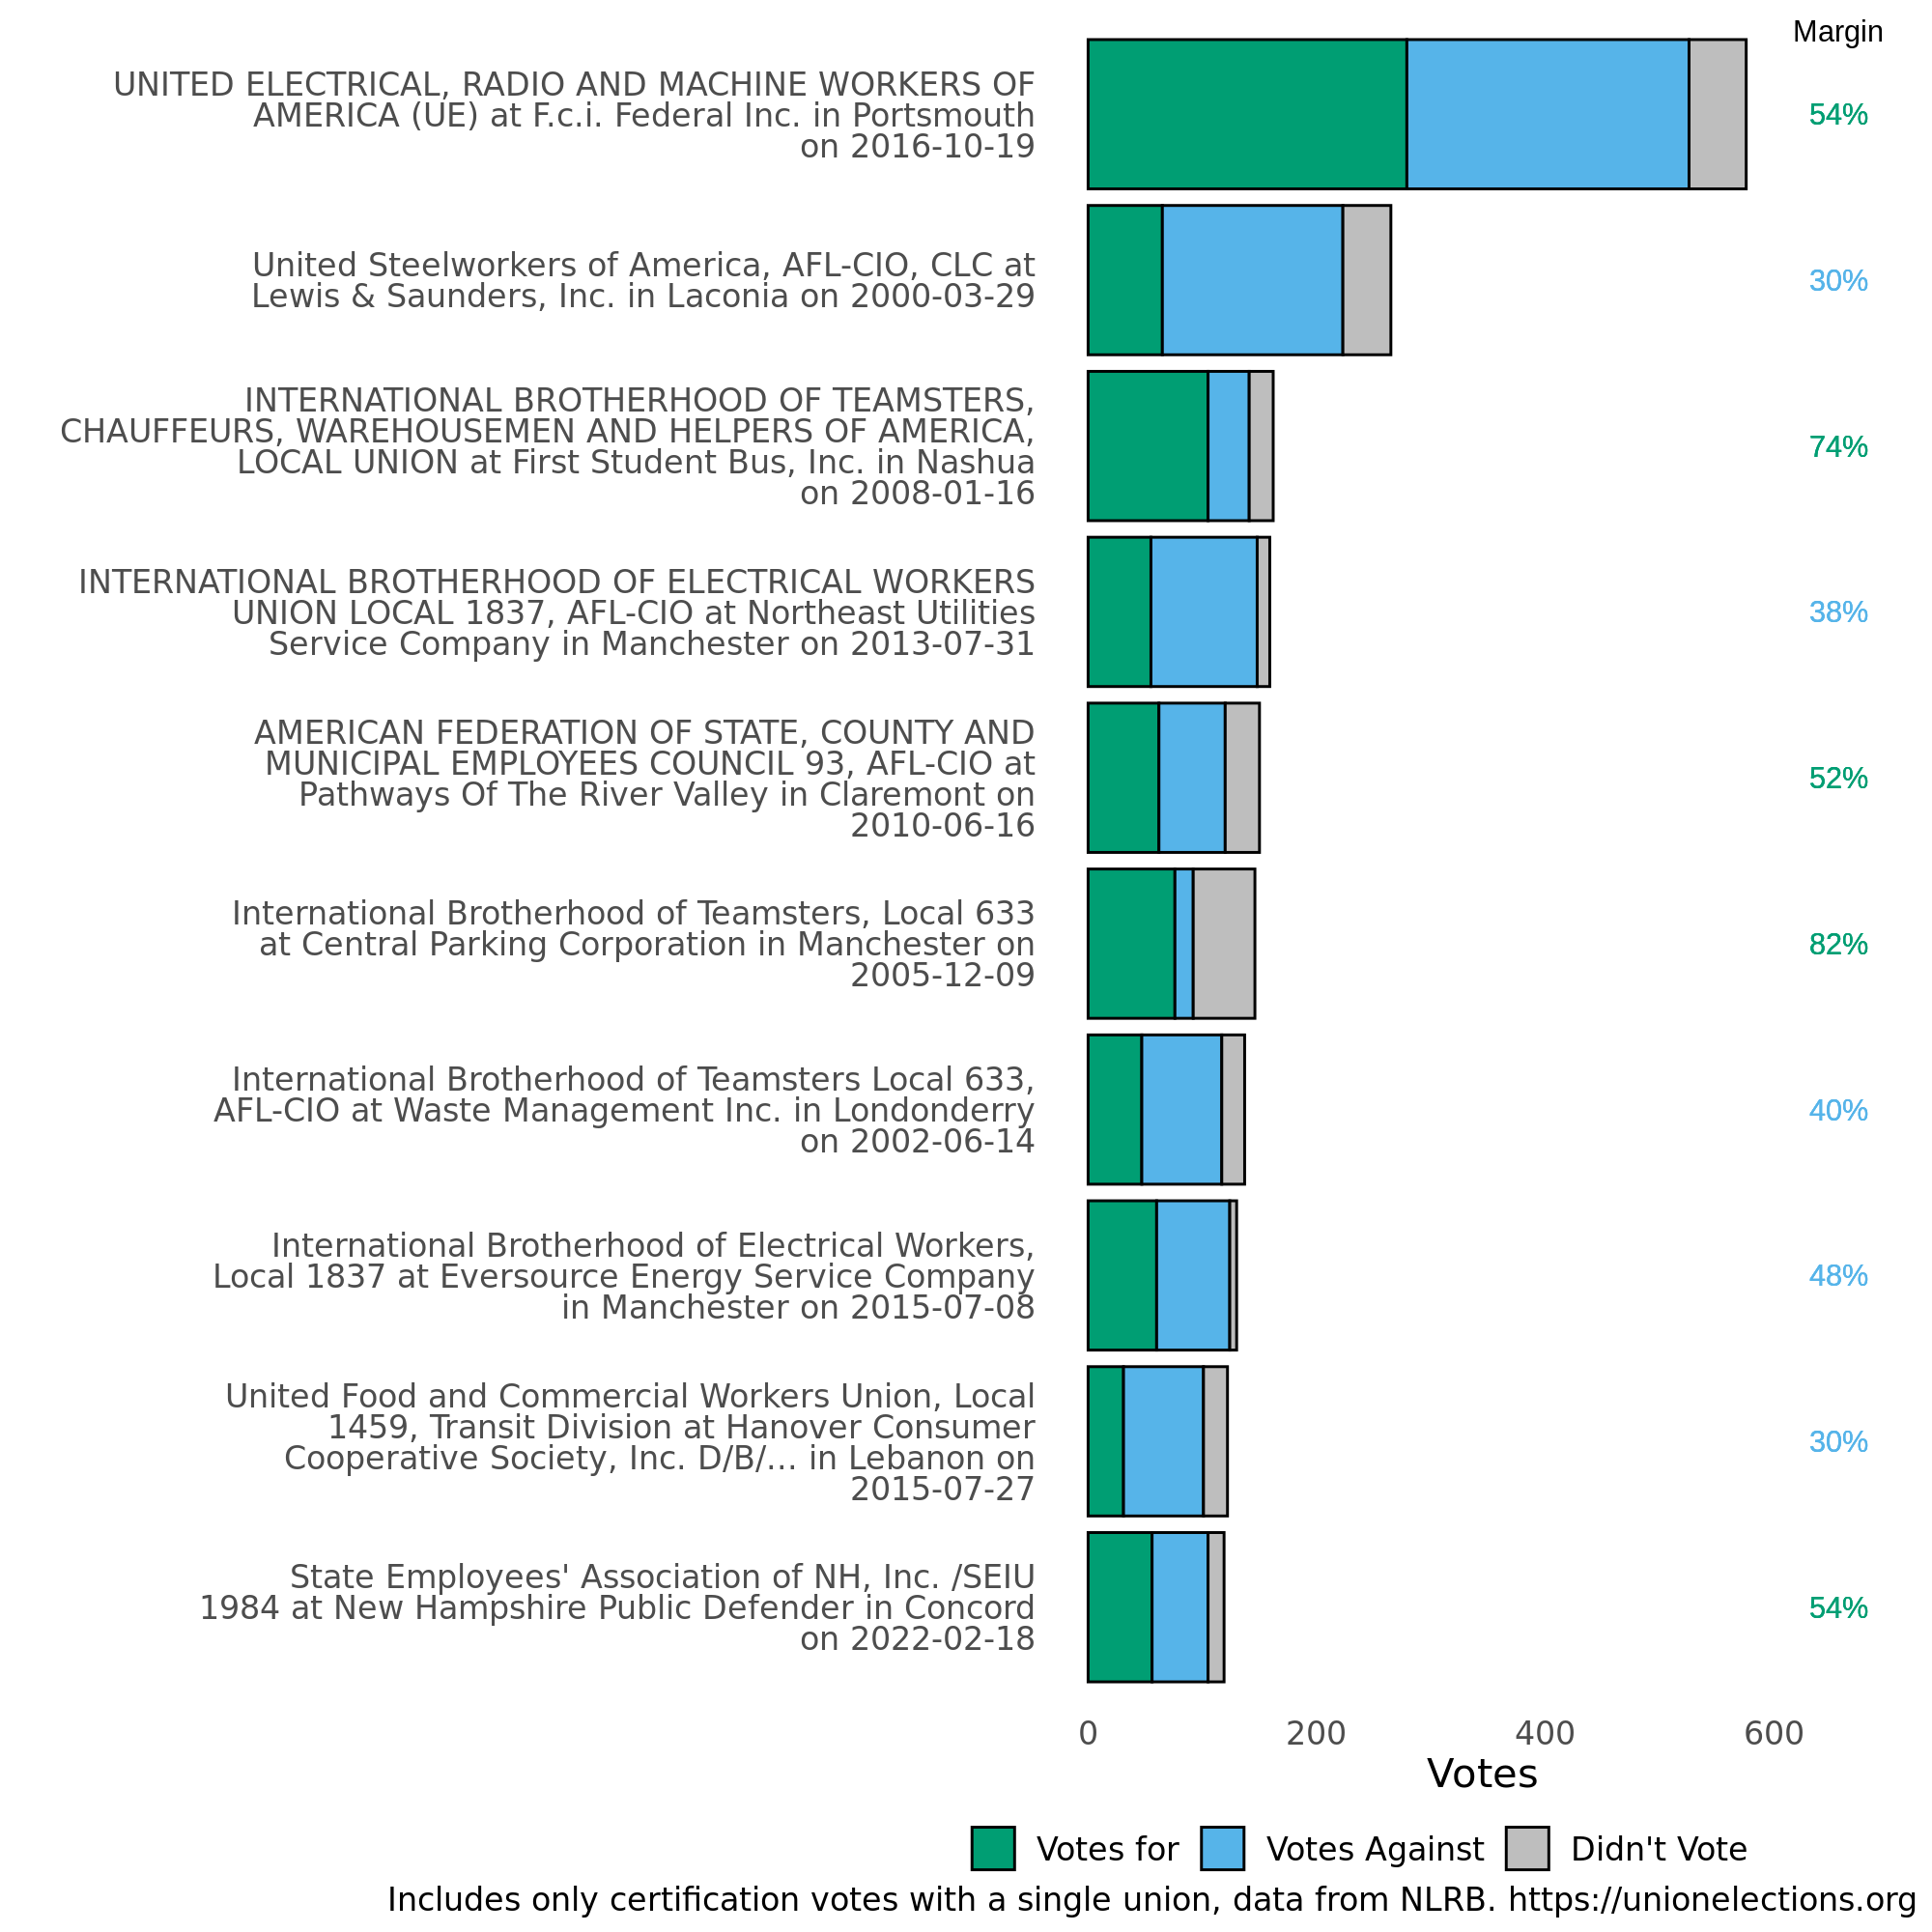 Margin
UNITED ELECTRICAL, RADIO AND MACHINE WORKERS OF
AMERICA (UE) at F.c.i. Federal Inc. in Portsmouth
on 2016-10-19
54%
United Steelworkers of America, AFL-CIO, CLC at
Lewis & Saunders, Inc. in Laconia on 2000-03-29
30%
INTERNATIONAL BROTHERHOOD OF TEAMSTERS,
CHAUFFEURS, WAREHOUSEMEN AND HELPERS OF AMERICA,
LOCAL UNION at First Student Bus, Inc. in Nashua
on 2008-01-16
74%
INTERNATIONAL BROTHERHOOD OF ELECTRICAL WORKERS
UNION LOCAL 1837, AFL-CIO at Northeast Utilities
Service Company in Manchester on 2013-07-31
38%
AMERICAN FEDERATION OF STATE, COUNTY AND
MUNICIPAL EMPLOYEES COUNCIL 93, AFL-CIO at
Pathways Of The River Valley in Claremont on
2010-06-16
52%
International Brotherhood of Teamsters, Local 633
at Central Parking Corporation in Manchester on
2005-12-09
82%
International Brotherhood of Teamsters Local 633,
AFL-CIO at Waste Management Inc. in Londonderry
on 2002-06-14
40%
International Brotherhood of Electrical Workers,
Local 1837 at Eversource Energy Service Company
in Manchester on 2015-07-08
48%
United Food and Commercial Workers Union, Local
1459, Transit Division at Hanover Consumer
Cooperative Society, Inc. D/B/... in Lebanon on
2015-07-27
30%
State Employees' Association of NH, Inc. /SEIU
1984 at New Hampshire Public Defender in Concord
on 2022-02-18
54%
0 200 400 600
Votes
Votes for Votes Against Didn't Vote
Includes only certification votes with a single union, data from NLRB. https://unionelections.org